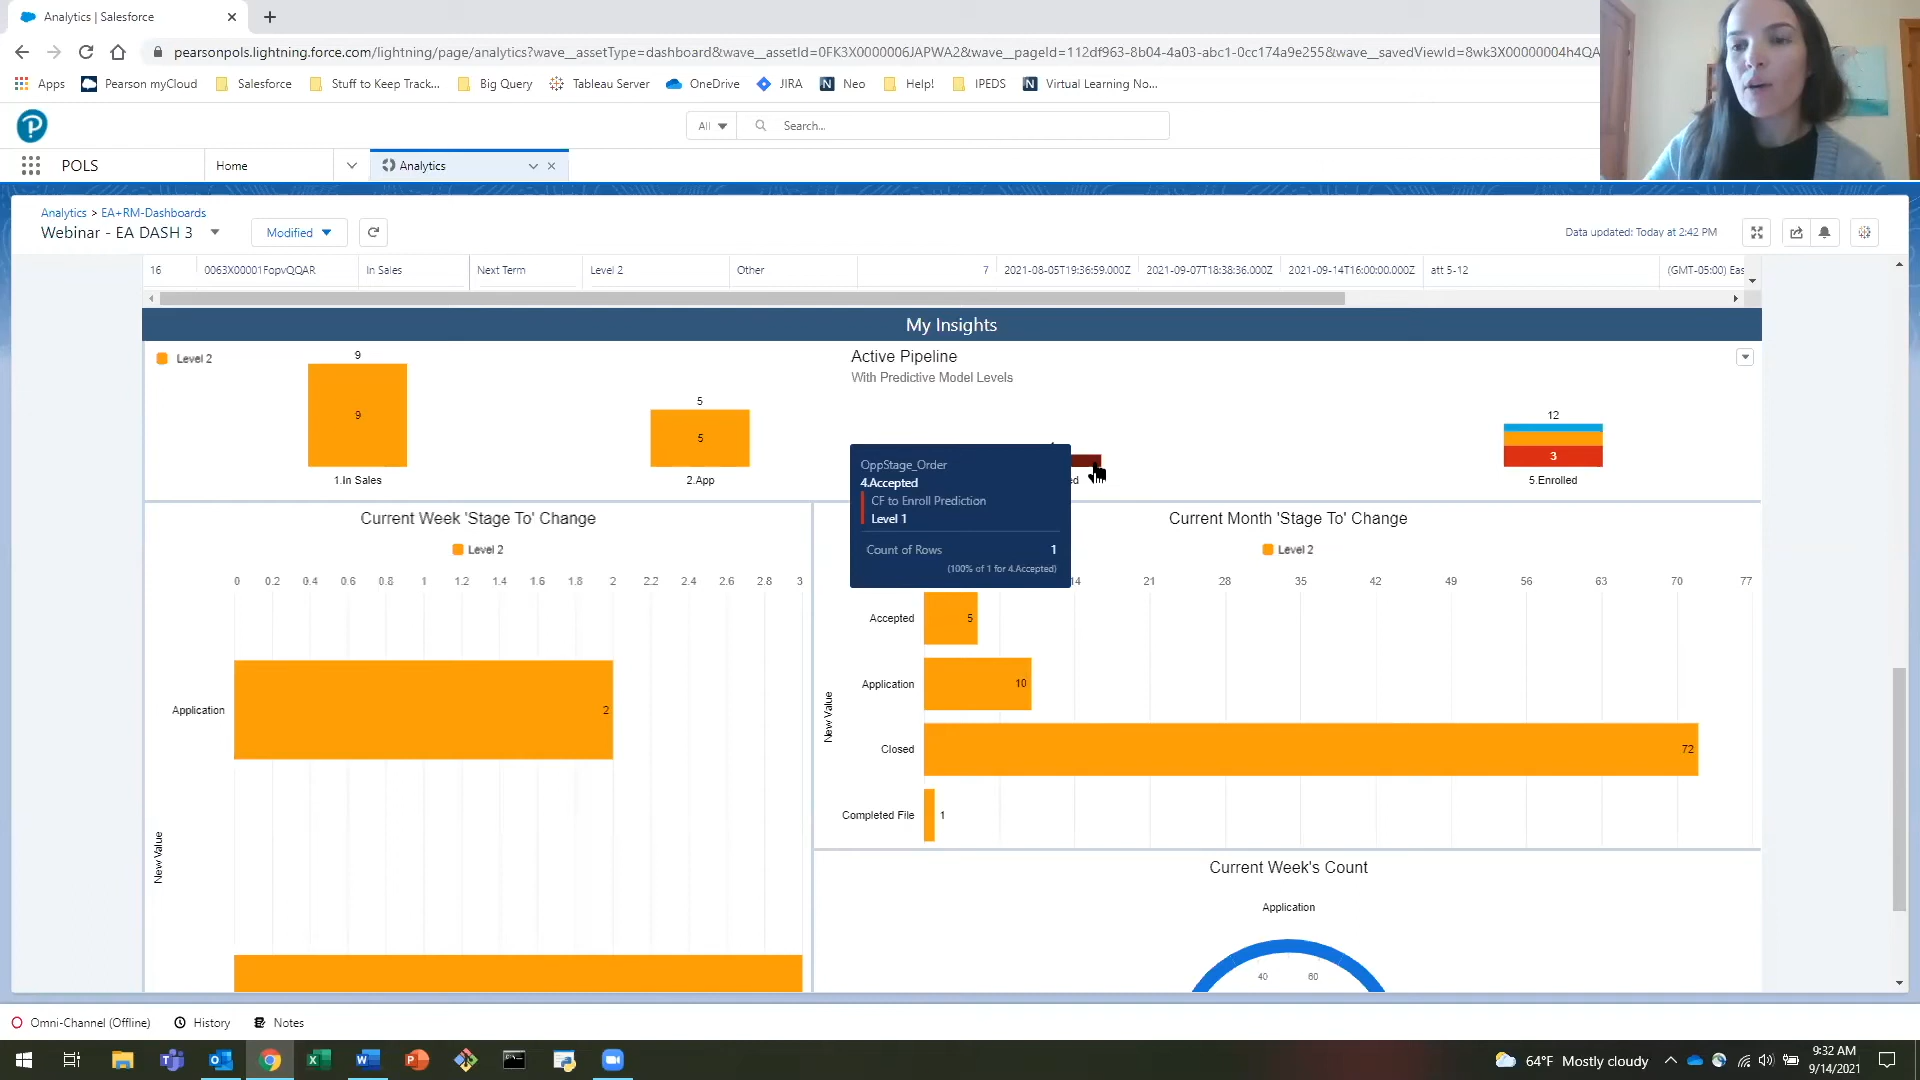 Analytics | Salesforce
pearsonpols.lightning.force.com/lightning/page/analytics?wave__assetType=dashboard&wave__assetId=0FK3X0000006JAPWA2&wave__pageId=112df963-8b04-4a03-abc1-0cc174a9e255&wave__savedViewId=8wk3X00000004h4QA
Apps Pearson myCloud Salesforce Stuff to Keep Track... Big Query Tableau Server OneDrive JIRA Neo Help! IPEDS Virtual Learning No...
All Search...
POLS Home Analytics
Analytics > EA+RM-Dashboards
Webinar - EA DASH 3 Modified Data updated: Today at 2:42 PM
16 0063X00001FopvQQAR In Sales Next Term Level 2 Other 7 2021-08-05T19:36:59.000Z 2021-09-07T18:38:36.000Z 2021-09-14T16:00:00.000Z att 5-12 (GMT-05:00) Eas
My Insights
Active Pipeline
With Predictive Model Levels
Level 2
9
9
1.In Sales
5
5
2.App
12
3
5.Enrolled
OppStage_Order
4.Accepted
CF to Enroll Prediction
Level 1
Count of Rows 1
(100% of 1 for 4.Accepted)
ed
Current Week 'Stage To' Change
Level 2
0 0.2 0.4 0.6 0.8 1 1.2 1.4 1.6 1.8 2 2.2 2.4 2.6 2.8 3
Application 2
New Value
Current Month 'Stage To' Change
Level 2
14 21 28 35 42 49 56 63 70 77
Accepted 5
Application 10
Closed 72
Completed File 1
New Value
Current Week's Count
Application
40 60
Omni-Channel (Offline) History Notes
64°F Mostly cloudy
9:32 AM
9/14/2021